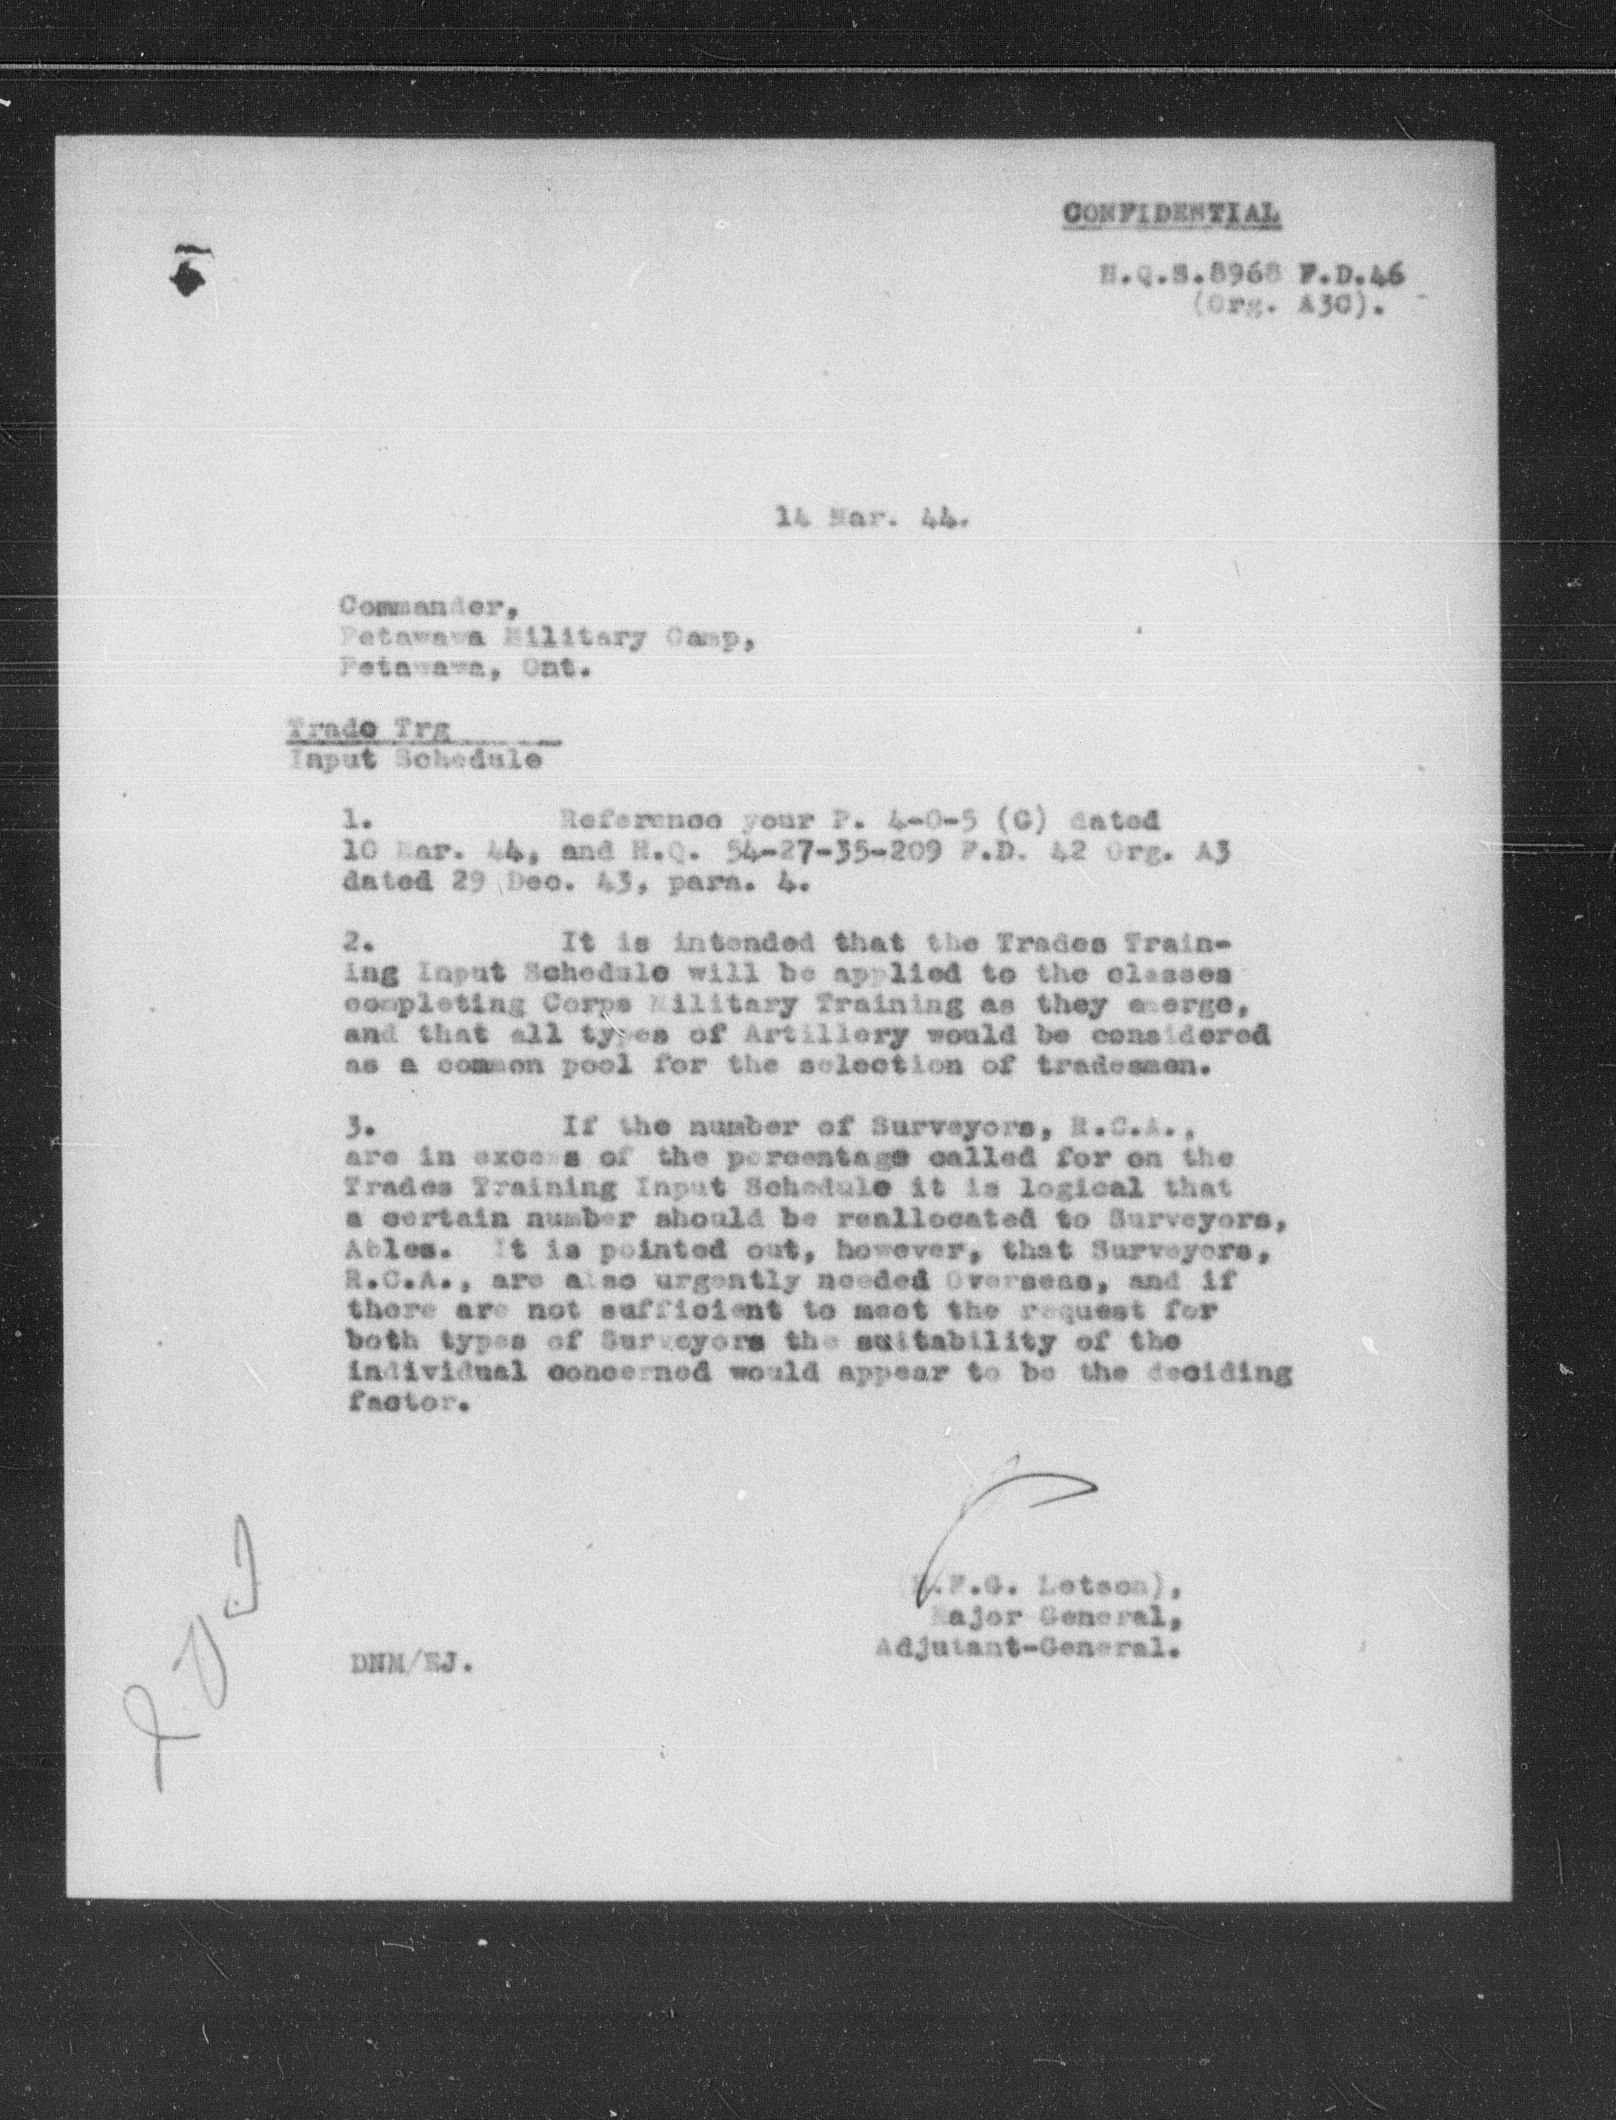 CONFIDENTIAL
H.Q.S.8968 F.D.46
(Org. A3C).
14 Mar. 44.
Commander,
Petawawa Military Camp,
Petawawa, Ont.
Trade Trg
Input Schedule
1. Reference your P. 4-0-5 (G) dated
10 Mar. 44, and H.Q. 54-27-35-209 F.D. 42 Org. A3
dated 29 Dec. 43, para. 4.
2. It is intended that the Trades Train-
ing Input Schedule will be applied to the classes
completing Corps Military Training as they emerge,
and that all types of Artillery would be considered
as a common pool for the selection of tradesmen.
3. If the number of Surveyors, R.C.A.,
are in excess of the percentage called for on the
Trades Training Input Schedule it is logical that
a certain number should be reallocated to Surveyors,
Ables. It is pointed out, however, that Surveyors,
R.C.A., are also urgently needed Overseas, and if
there are not sufficient to meet the request for
both types of Surveyors the suitability of the
individual concerned would appear to be the deciding
factor.
(H.F.G. Letson),
Major General,
Adjutant-General.
DNM/EJ.